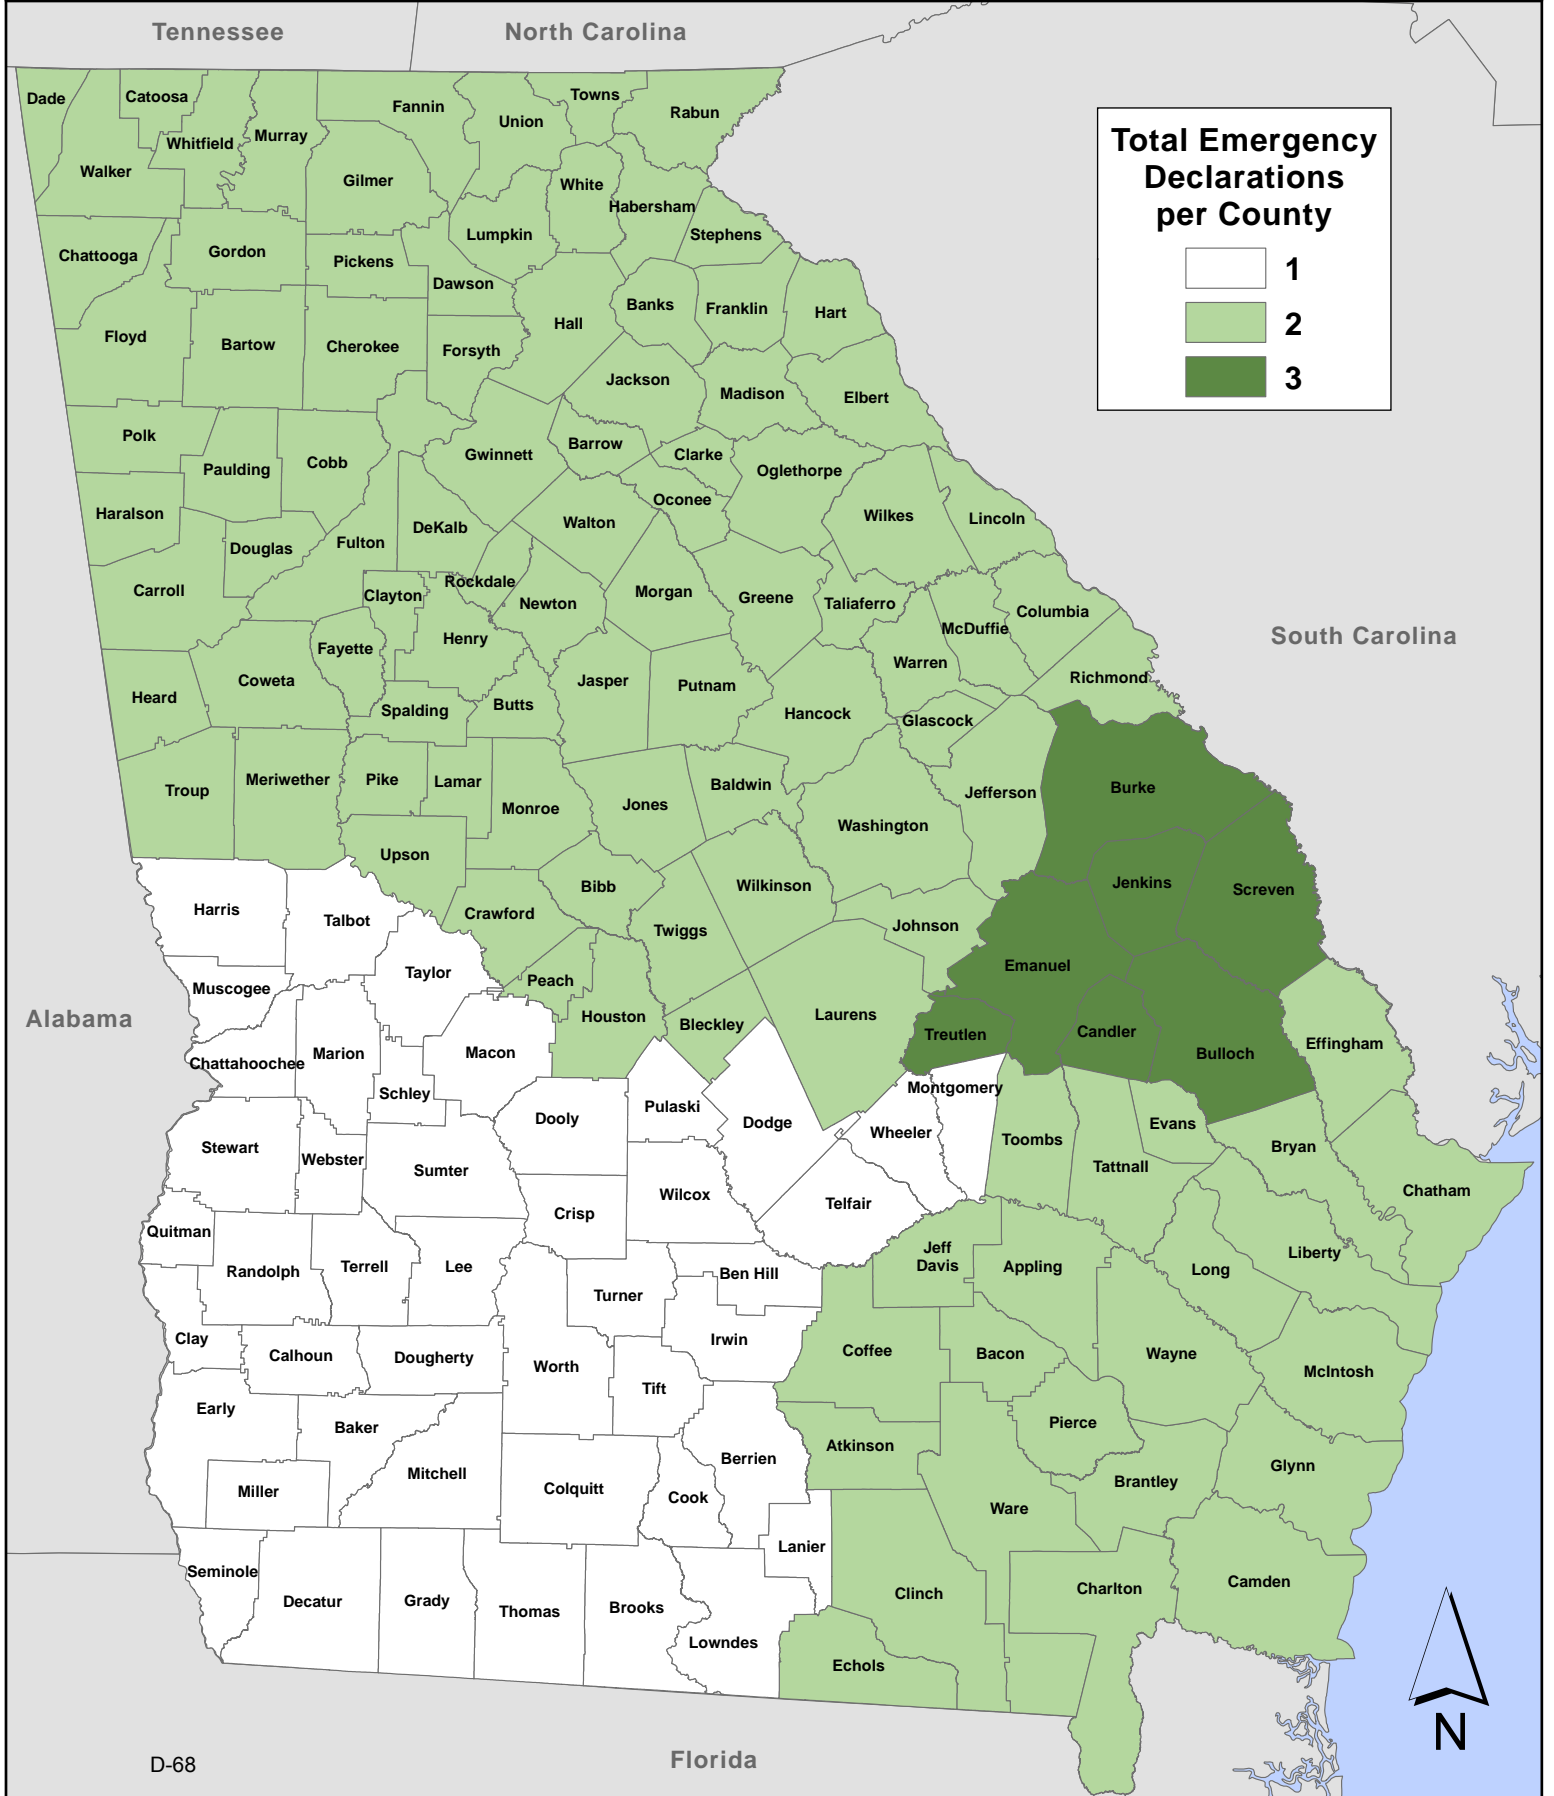 Tennessee
North Carolina
Total Emergency
Declarations
per County
1
2
3
Dade
Catoosa
Fannin
Towns
Rabun
Union
Whitfield
Murray
Walker
Gilmer
White
Habersham
Lumpkin
Stephens
Chattooga
Gordon
Pickens
Dawson
Banks
Franklin
Hart
Hall
Floyd
Bartow
Cherokee
Forsyth
Jackson
Madison
Elbert
Polk
Paulding
Cobb
Gwinnett
Barrow
Clarke
Oglethorpe
Oconee
Haralson
Douglas
Fulton
DeKalb
Walton
Wilkes
Lincoln
Carroll
Clayton
Rockdale
Newton
Morgan
Greene
Taliaferro
Columbia
McDuffie
Henry
Fayette
Warren
South Carolina
Richmond
Heard
Coweta
Spalding
Butts
Jasper
Putnam
Hancock
Glascock
Troup
Meriwether
Pike
Lamar
Monroe
Jones
Baldwin
Jefferson
Burke
Washington
Upson
Bibb
Wilkinson
Jenkins
Screven
Harris
Talbot
Crawford
Twiggs
Johnson
Taylor
Peach
Emanuel
Muscogee
Alabama
Houston
Bleckley
Laurens
Treutlen
Candler
Bulloch
Effingham
Chattahoochee
Marion
Macon
Schley
Montgomery
Dooly
Pulaski
Dodge
Wheeler
Toombs
Evans
Bryan
Stewart
Webster
Sumter
Tattnall
Chatham
Wilcox
Telfair
Crisp
Quitman
Randolph
Terrell
Lee
Ben Hill
Jeff
Davis
Appling
Long
Liberty
Turner
Irwin
Clay
Calhoun
Dougherty
Worth
Tift
Coffee
Bacon
Wayne
McIntosh
Early
Baker
Pierce
Atkinson
Berrien
Mitchell
Miller
Colquitt
Cook
Ware
Brantley
Glynn
Lanier
Seminole
Decatur
Grady
Thomas
Brooks
Clinch
Charlton
Camden
Lowndes
Echols
N
Florida
D-68